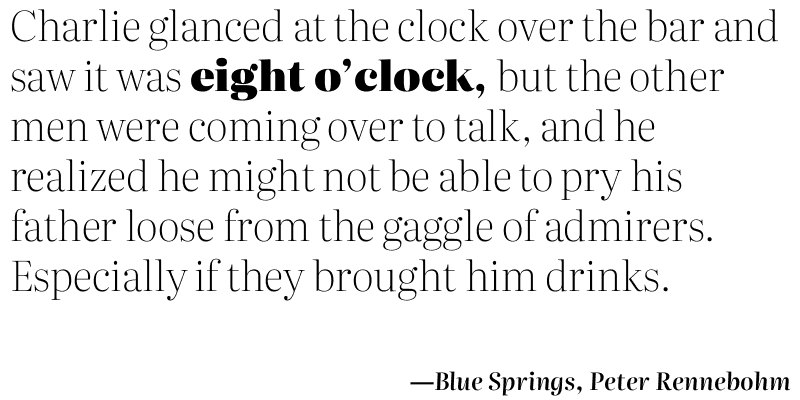 Charlie glanced at the clock over the bar and
saw it was eight o’clock, but the other
men were coming over to talk, and he
realized he might not be able to pry his
father loose from the gaggle of admirers.
Especially if they brought him drinks.
—Blue Springs, Peter Rennebohm